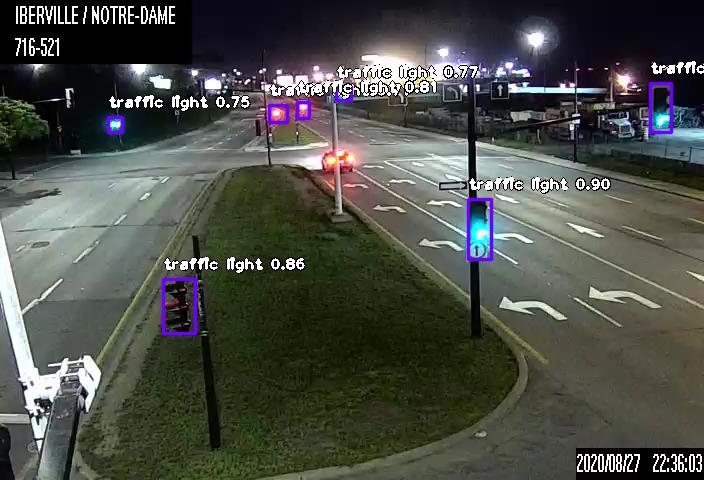 IBERVILLE / NOTRE-DAME
716-521
traffic light 0.77
traffic
traffic light 0.81
traffic light 0.75
traffic light 0.90
traffic light 0.86
2020/08/27 22:36:03